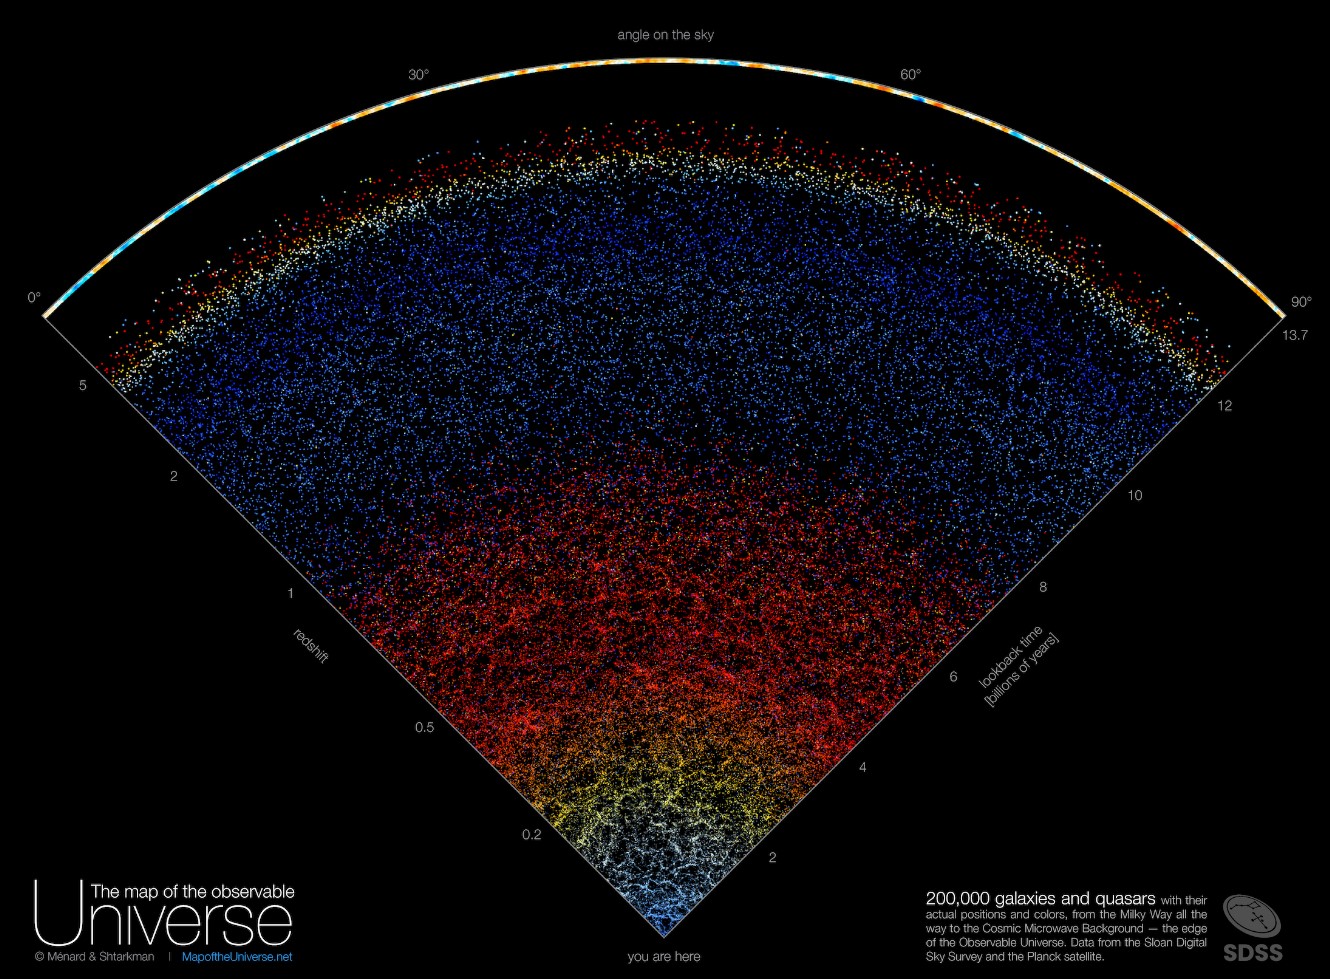 angle on the sky
30°
60°
0°
90°
13.7
5
12
2
10
1
8
redshift
lookback time
[billions of years]
6
0.5
4
0.2
2
you are here
The map of the observable
Universe
© Ménard & Shtarkman | MapoftheUniverse.net
200,000 galaxies and quasars with their
actual positions and colors, from the Milky Way all the
way to the Cosmic Microwave Background — the edge
of the Observable Universe. Data from the Sloan Digital
Sky Survey and the Planck satellite.
SDSS